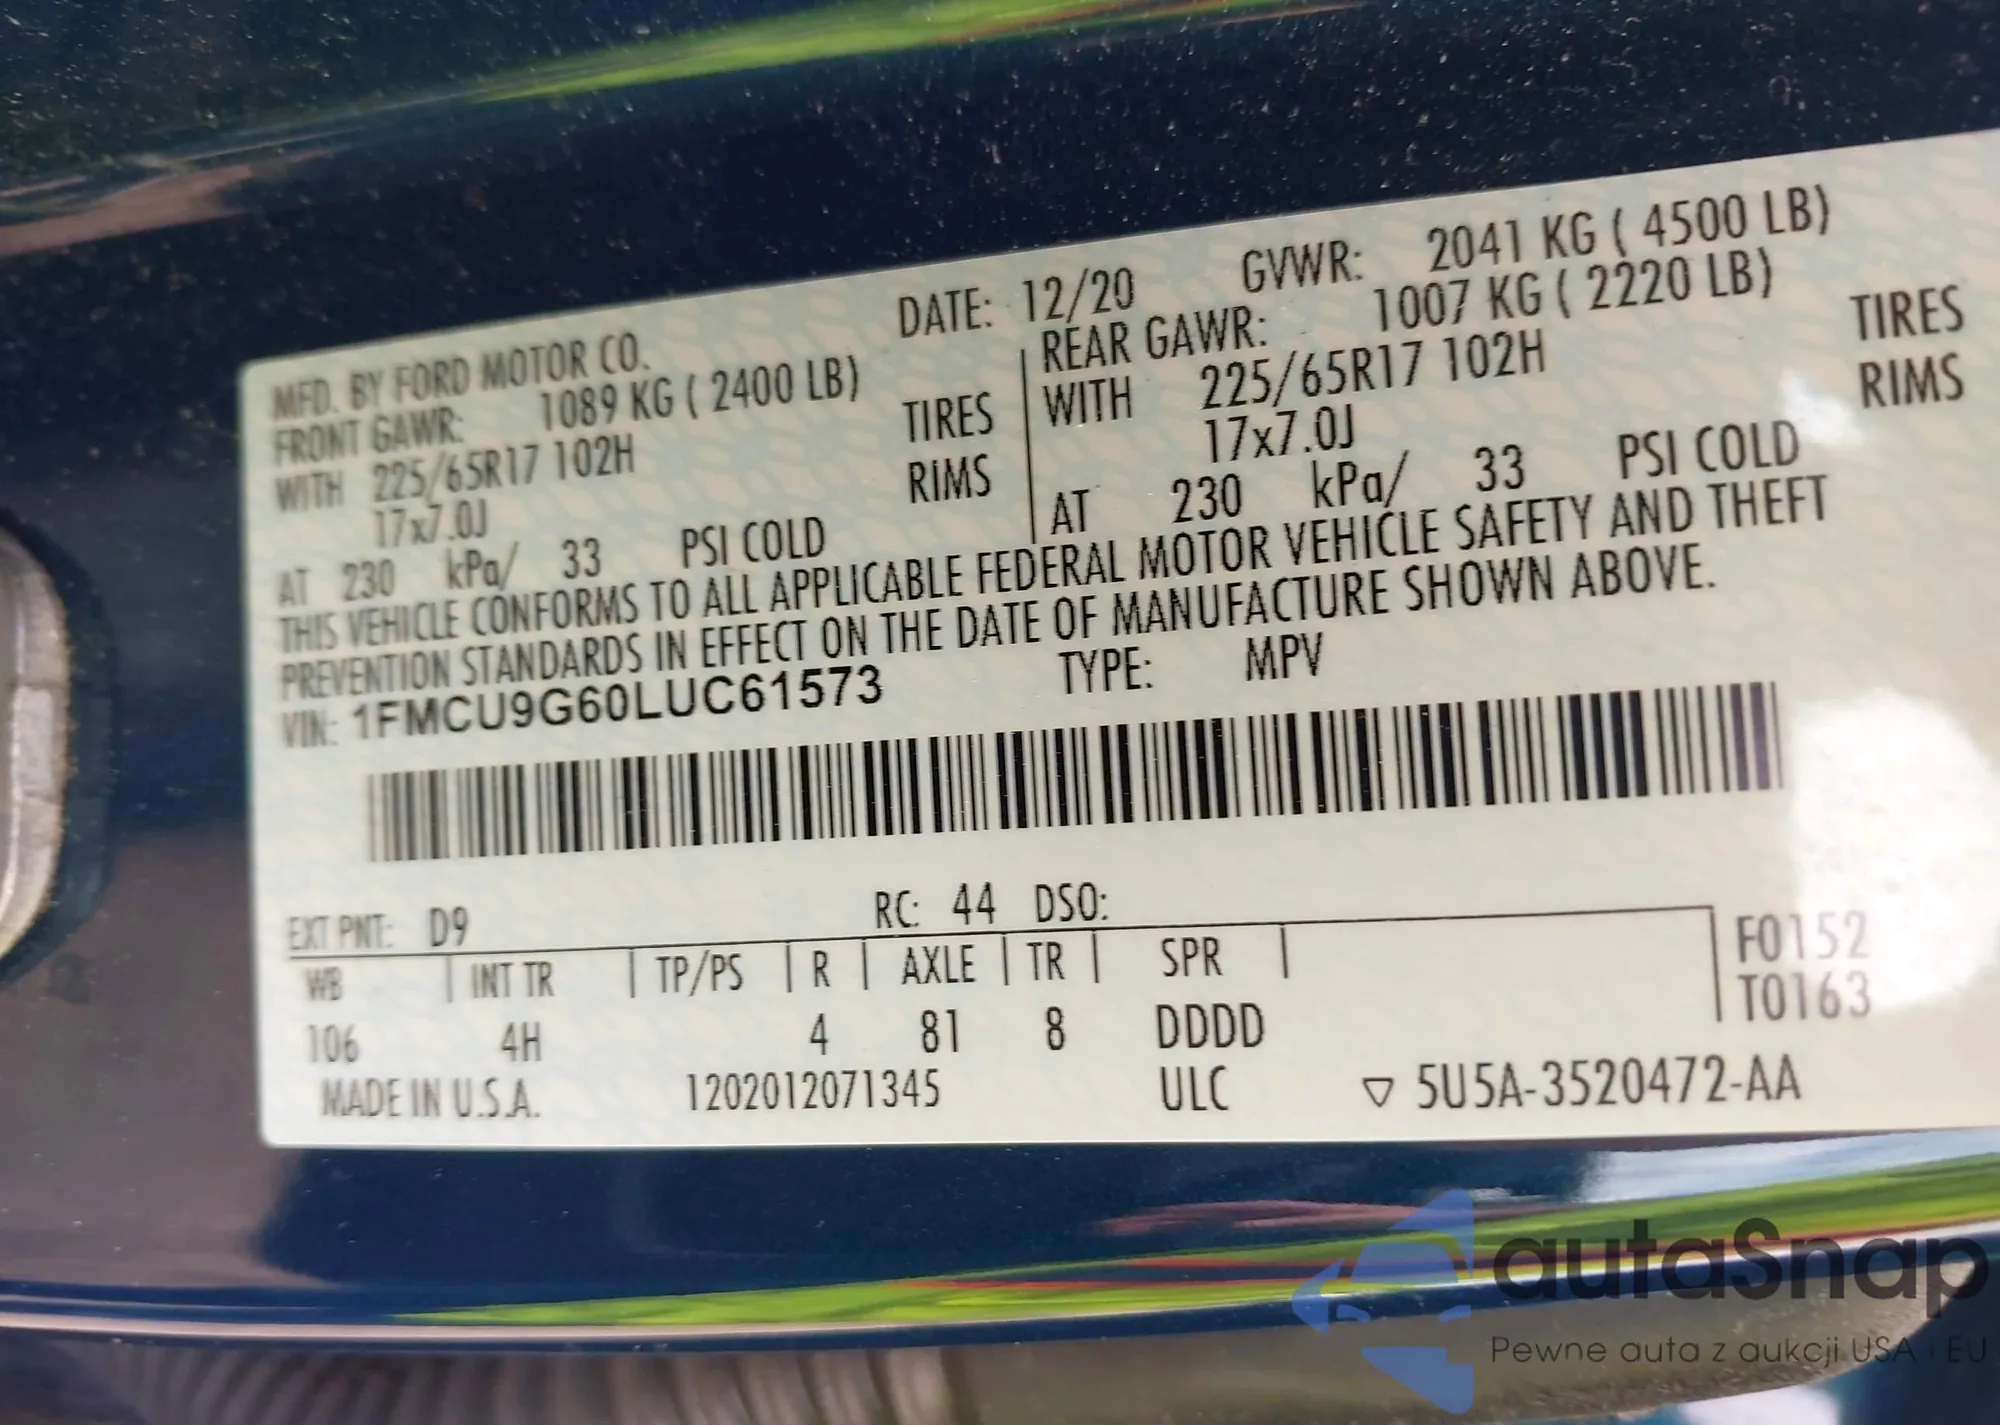 MFD. BY FORD MOTOR CO. DATE: 12/20 GVWR: 2041 KG ( 4500 LB)
FRONT GAWR: 1089 KG ( 2400 LB) REAR GAWR: 1007 KG ( 2220 LB)
WITH 225/65R17 102H TIRES WITH 225/65R17 102H TIRES
17x7.0J RIMS 17x7.0J RIMS
AT 230 kPa/ 33 PSI COLD AT 230 kPa/ 33 PSI COLD
THIS VEHICLE CONFORMS TO ALL APPLICABLE FEDERAL MOTOR VEHICLE SAFETY AND THEFT
PREVENTION STANDARDS IN EFFECT ON THE DATE OF MANUFACTURE SHOWN ABOVE.
VIN: 1FMCU9G60LUC61573 TYPE: MPV
EXT PNT: D9 RC: 44 DSO:
WB INT TR TP/PS R AXLE TR SPR F0152
106 4H 4 81 8 DDDD T0163
MADE IN U.S.A. 1202012071345 ULC ▽ 5U5A-3520472-AA
autaSnap
Pewne auta z aukcji USA i EU